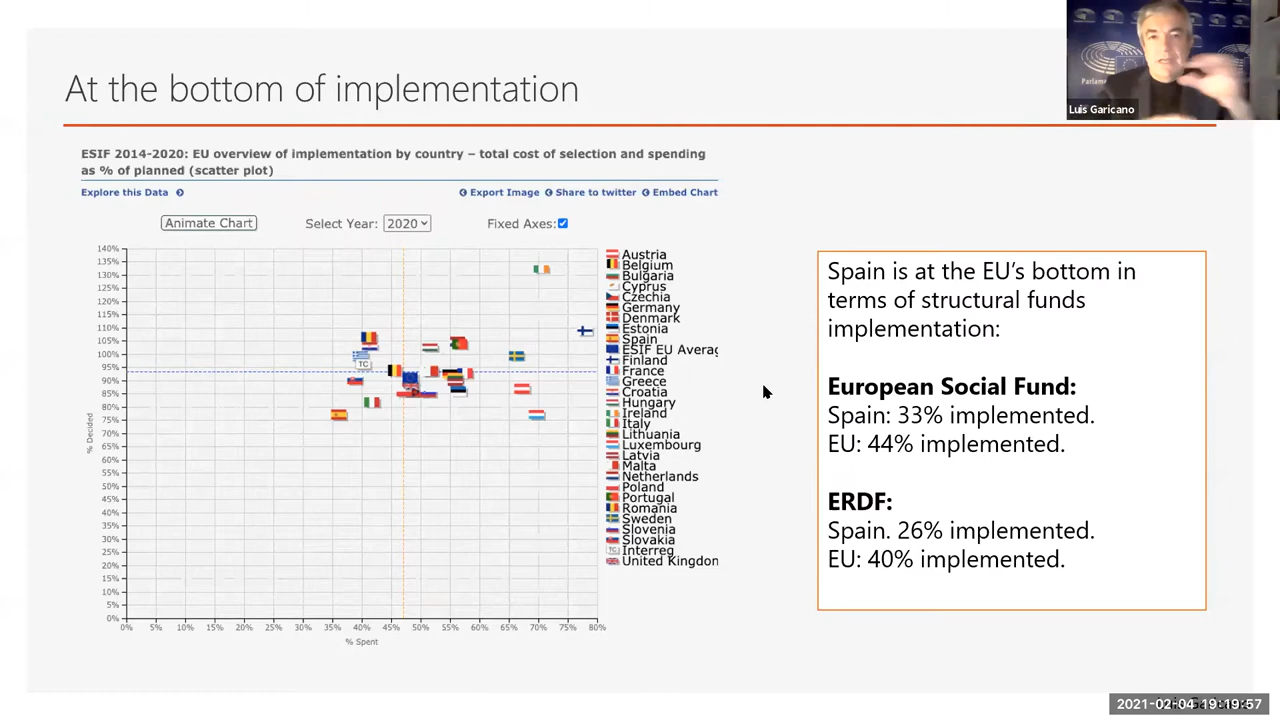 Parlame
Luis Garicano
At the bottom of implementation
ESIF 2014-2020: EU overview of implementation by country – total cost of selection and spending
as % of planned (scatter plot)
Explore this Data
Export Image
Share to twitter
Embed Chart
Animate Chart
Select Year: 2020
Fixed Axes:
140%
135%
130%
125%
120%
115%
110%
105%
100%
95%
90%
85%
80%
75%
70%
65%
60%
55%
50%
45%
40%
35%
30%
25%
20%
15%
10%
5%
0%
% Decided
TC
0% 5% 10% 15% 20% 25% 30% 35% 40% 45% 50% 55% 60% 65% 70% 75% 80%
% Spent
Austria
Belgium
Bulgaria
Cyprus
Czechia
Germany
Denmark
Estonia
Spain
ESIF EU Averag
Finland
France
Greece
Croatia
Hungary
Ireland
Italy
Lithuania
Luxembourg
Latvia
Malta
Netherlands
Poland
Portugal
Romania
Sweden
Slovenia
Slovakia
TC Interreg
United Kingdon
Spain is at the EU’s bottom in
terms of structural funds
implementation:
European Social Fund:
Spain: 33% implemented.
EU: 44% implemented.
ERDF:
Spain. 26% implemented.
EU: 40% implemented.
2021-02-04 19:19:57